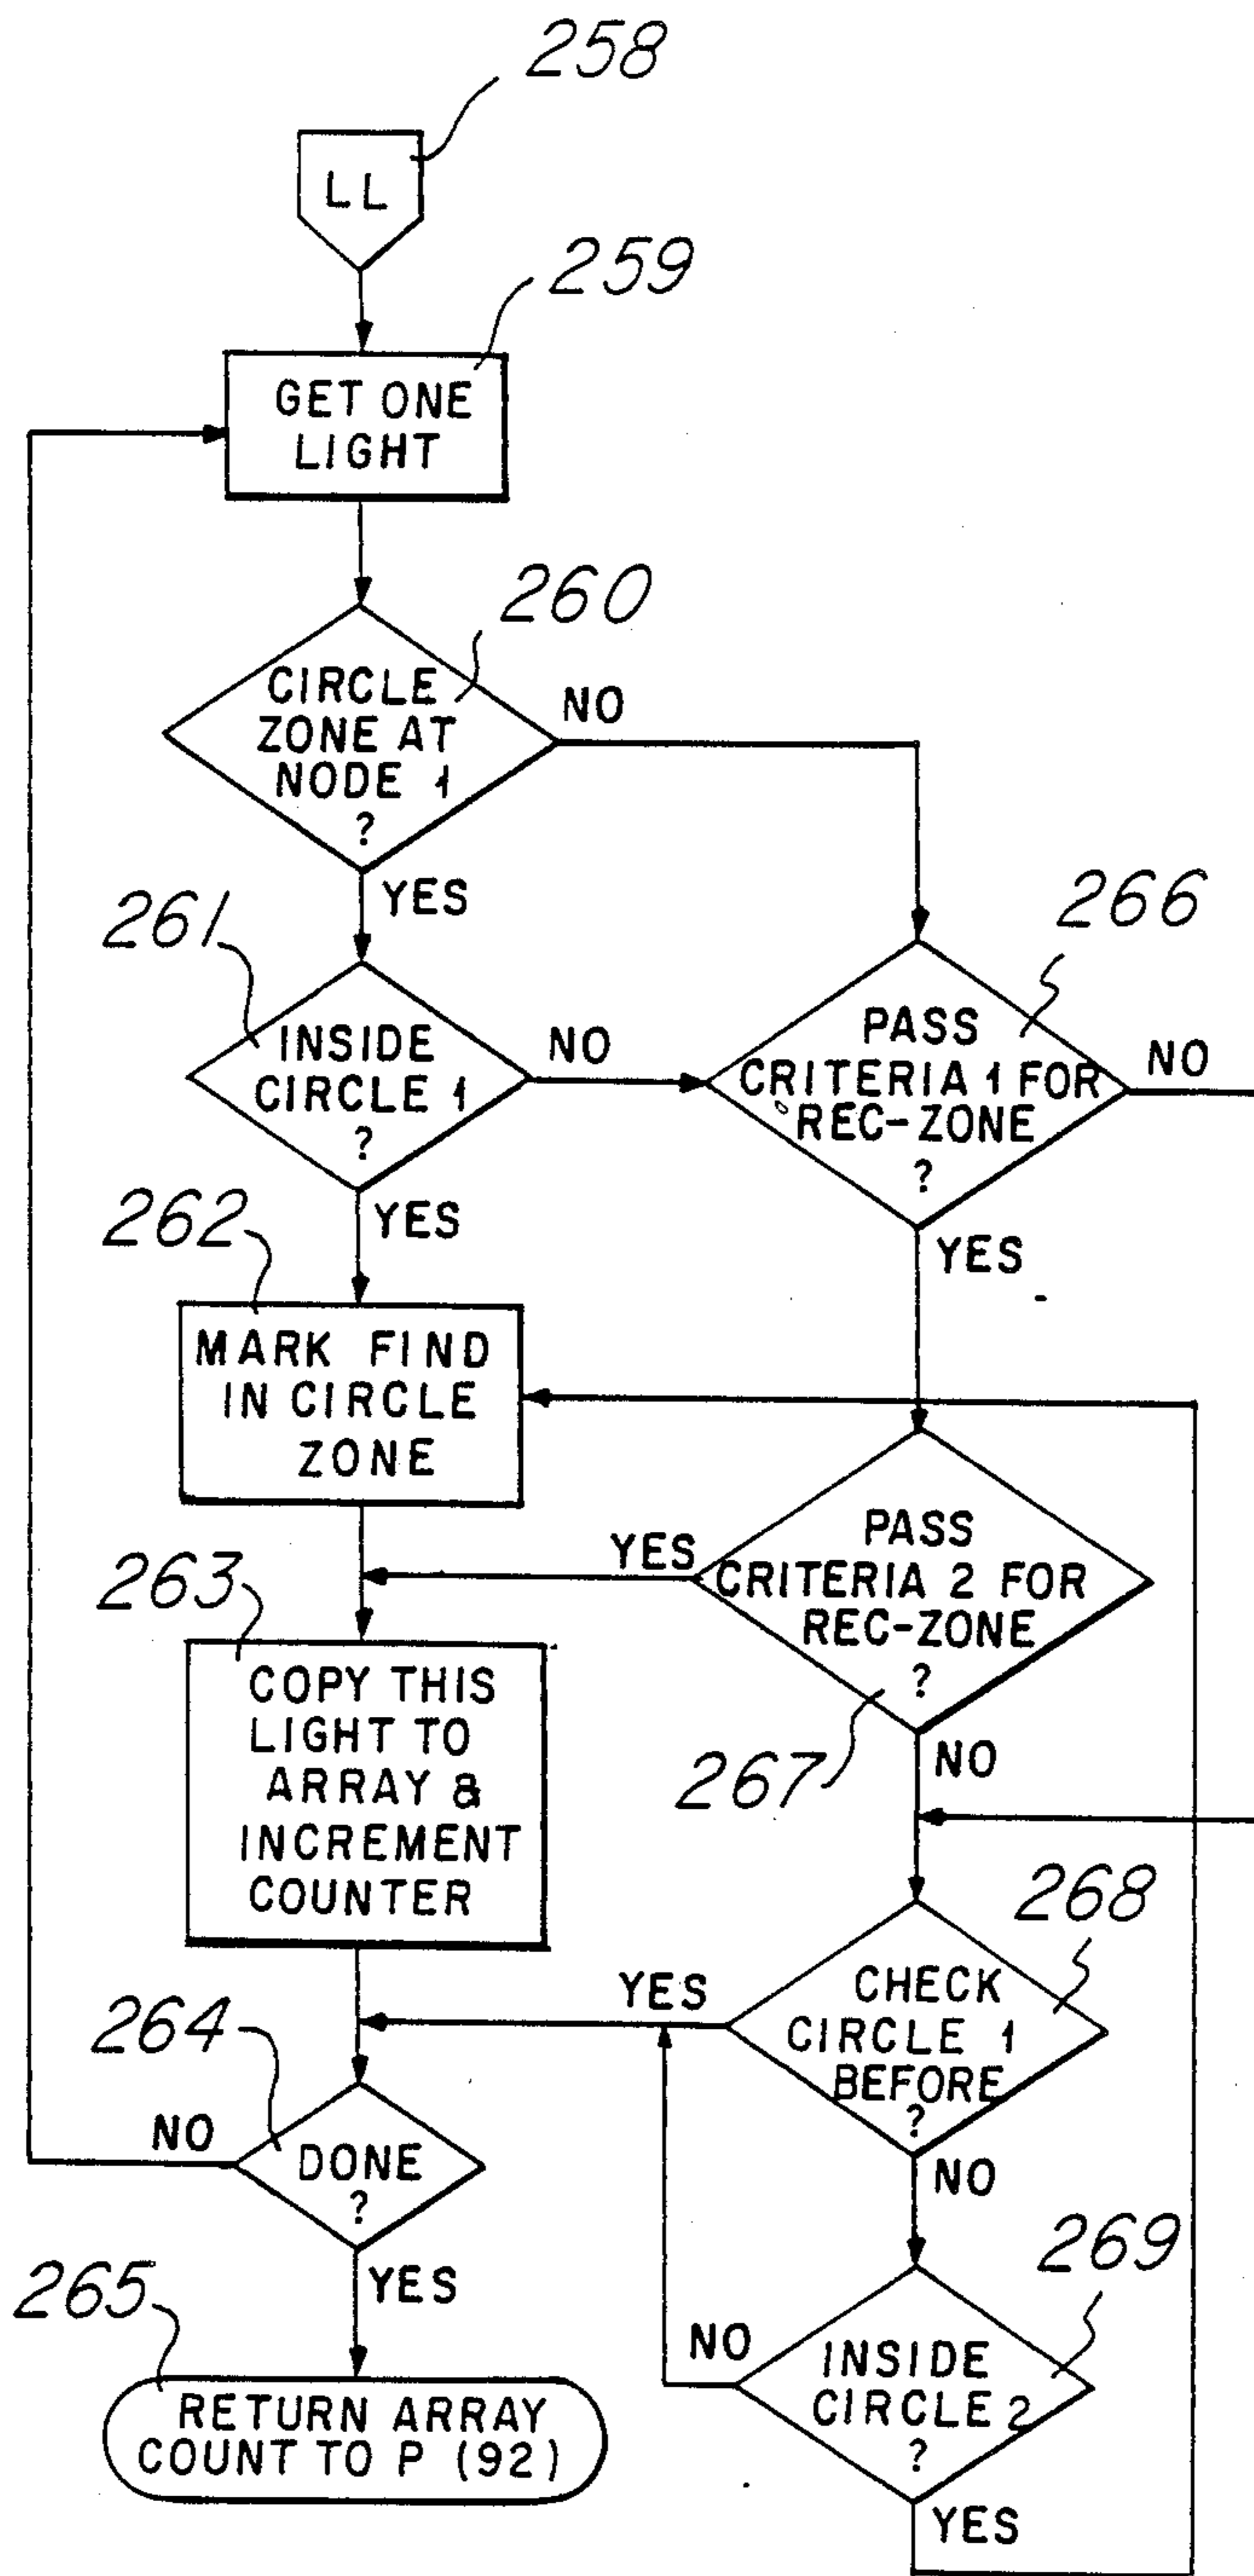 258
LL
259
GET ONE
LIGHT
260
CIRCLE
ZONE AT
NODE 1
?
NO
YES
261
INSIDE
CIRCLE 1
?
NO
YES
266
PASS
CRITERIA 1 FOR
REC-ZONE
?
NO
YES
262
MARK FIND
IN CIRCLE
ZONE
PASS
CRITERIA 2 FOR
REC-ZONE
?
YES
267
NO
263
COPY THIS
LIGHT TO
ARRAY &
INCREMENT
COUNTER
268
CHECK
CIRCLE 1
BEFORE
?
YES
NO
264
DONE
?
NO
YES
269
INSIDE
CIRCLE 2
?
NO
YES
265
RETURN ARRAY
COUNT TO P (92)